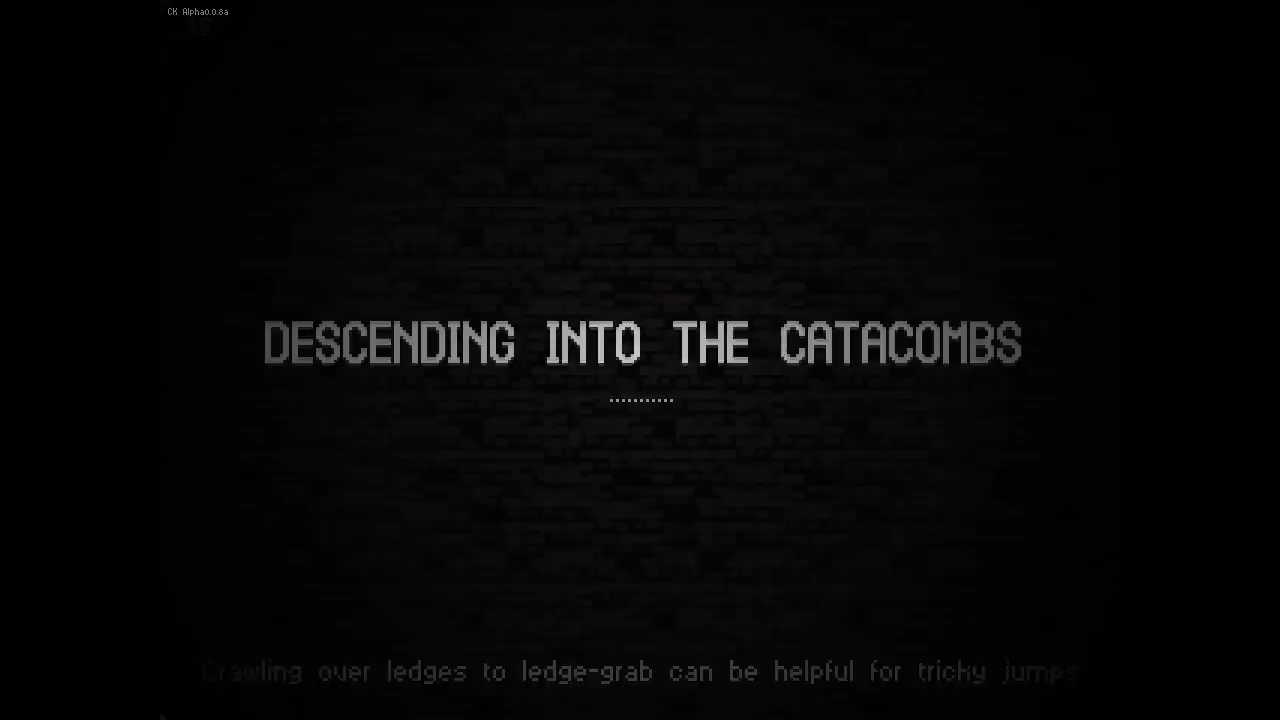 CK Alpha0.0.8a
DESCENDING INTO THE CATACOMBS
...........
Crawling over ledges to ledge-grab can be helpful for tricky jumps